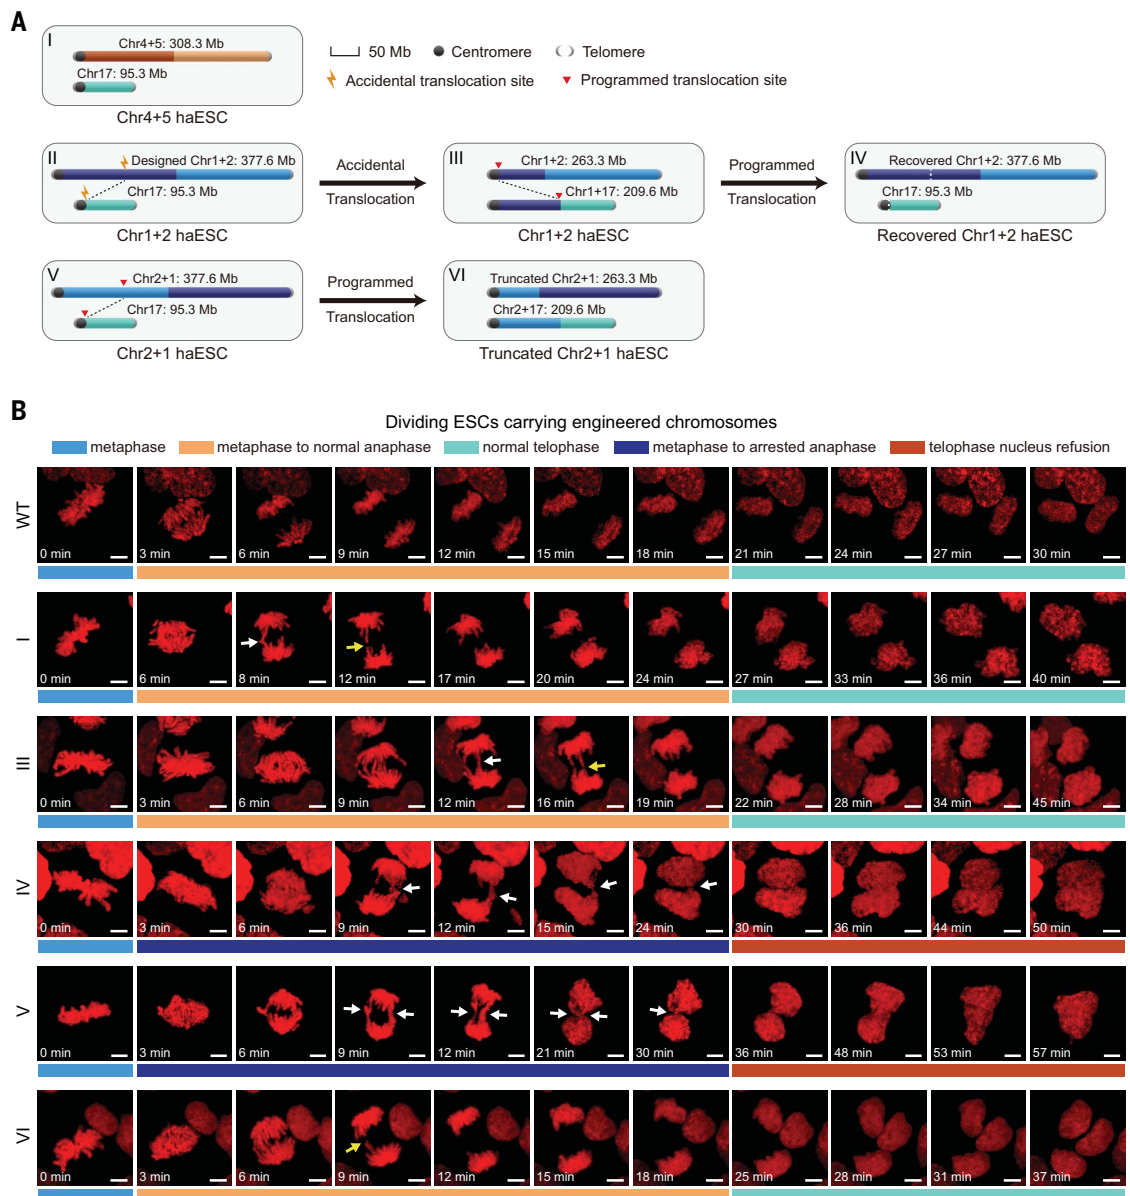 A
I
Chr4+5: 308.3 Mb
Chr17: 95.3 Mb
Chr4+5 haESC
50 Mb
Centromere
Telomere
Accidental translocation site
Programmed translocation site
II
Designed Chr1+2: 377.6 Mb
Chr17: 95.3 Mb
Chr1+2 haESC
Accidental
Translocation
III
Chr1+2: 263.3 Mb
Chr1+17: 209.6 Mb
Chr1+2 haESC
Programmed
Translocation
IV
Recovered Chr1+2: 377.6 Mb
Chr17: 95.3 Mb
Recovered Chr1+2 haESC
V
Chr2+1: 377.6 Mb
Chr17: 95.3 Mb
Chr2+1 haESC
Programmed
Translocation
VI
Truncated Chr2+1: 263.3 Mb
Chr2+17: 209.6 Mb
Truncated Chr2+1 haESC
B
Dividing ESCs carrying engineered chromosomes
metaphase metaphase to normal anaphase normal telophase metaphase to arrested anaphase telophase nucleus refusion
WT
0 min 3 min 6 min 9 min 12 min 15 min 18 min 21 min 24 min 27 min 30 min
I
0 min 6 min 8 min 12 min 17 min 20 min 24 min 27 min 33 min 36 min 40 min
III
0 min 3 min 6 min 9 min 12 min 16 min 19 min 22 min 28 min 34 min 45 min
IV
0 min 3 min 6 min 9 min 12 min 15 min 24 min 30 min 36 min 44 min 50 min
V
0 min 3 min 6 min 9 min 12 min 21 min 30 min 36 min 48 min 53 min 57 min
VI
0 min 3 min 6 min 9 min 12 min 15 min 18 min 25 min 28 min 31 min 37 min